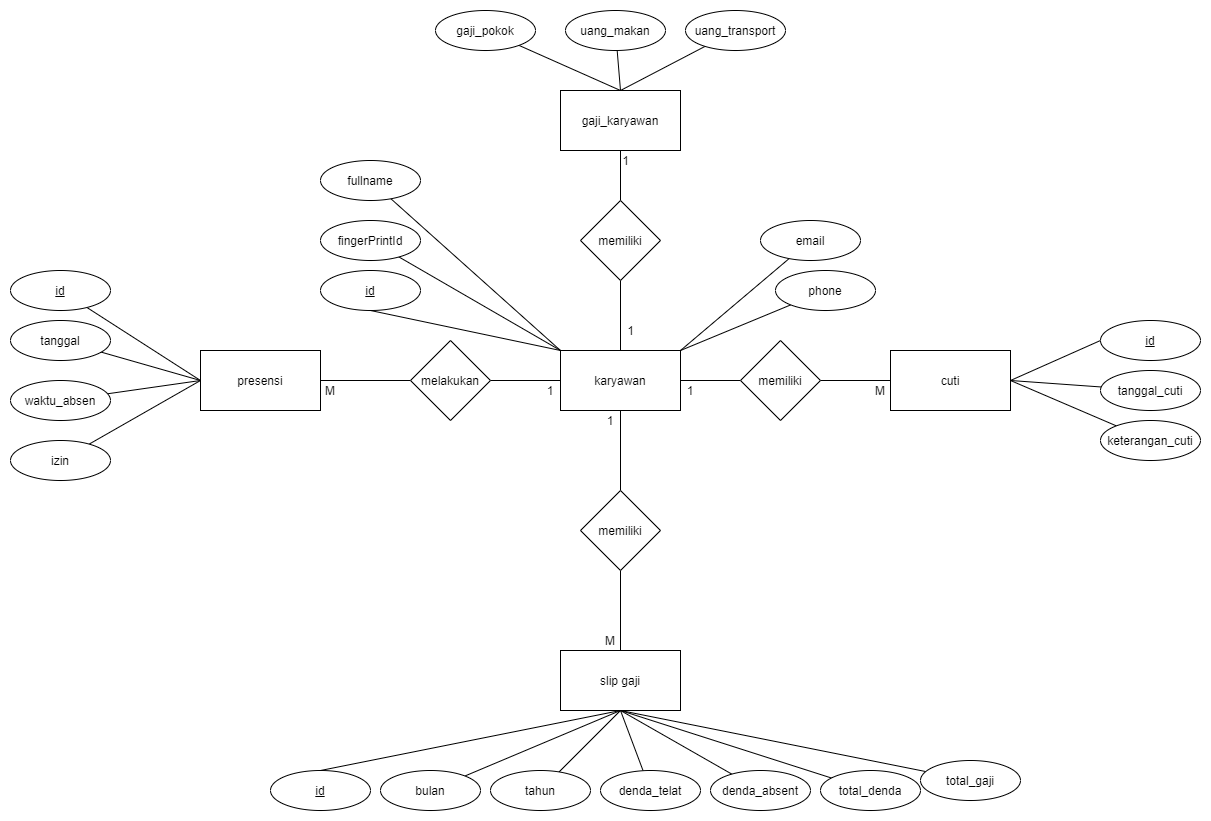 gaji_pokok
uang_makan
uang_transport
gaji_karyawan
1
fullname
memiliki
fingerPrintId
email
id
phone
id
1
tanggal
id
presensi
melakukan
karyawan
memiliki
cuti
M
1
1
M
tanggal_cuti
waktu_absen
1
keterangan_cuti
izin
memiliki
M
slip gaji
id
bulan
tahun
denda_telat
denda_absent
total_denda
total_gaji